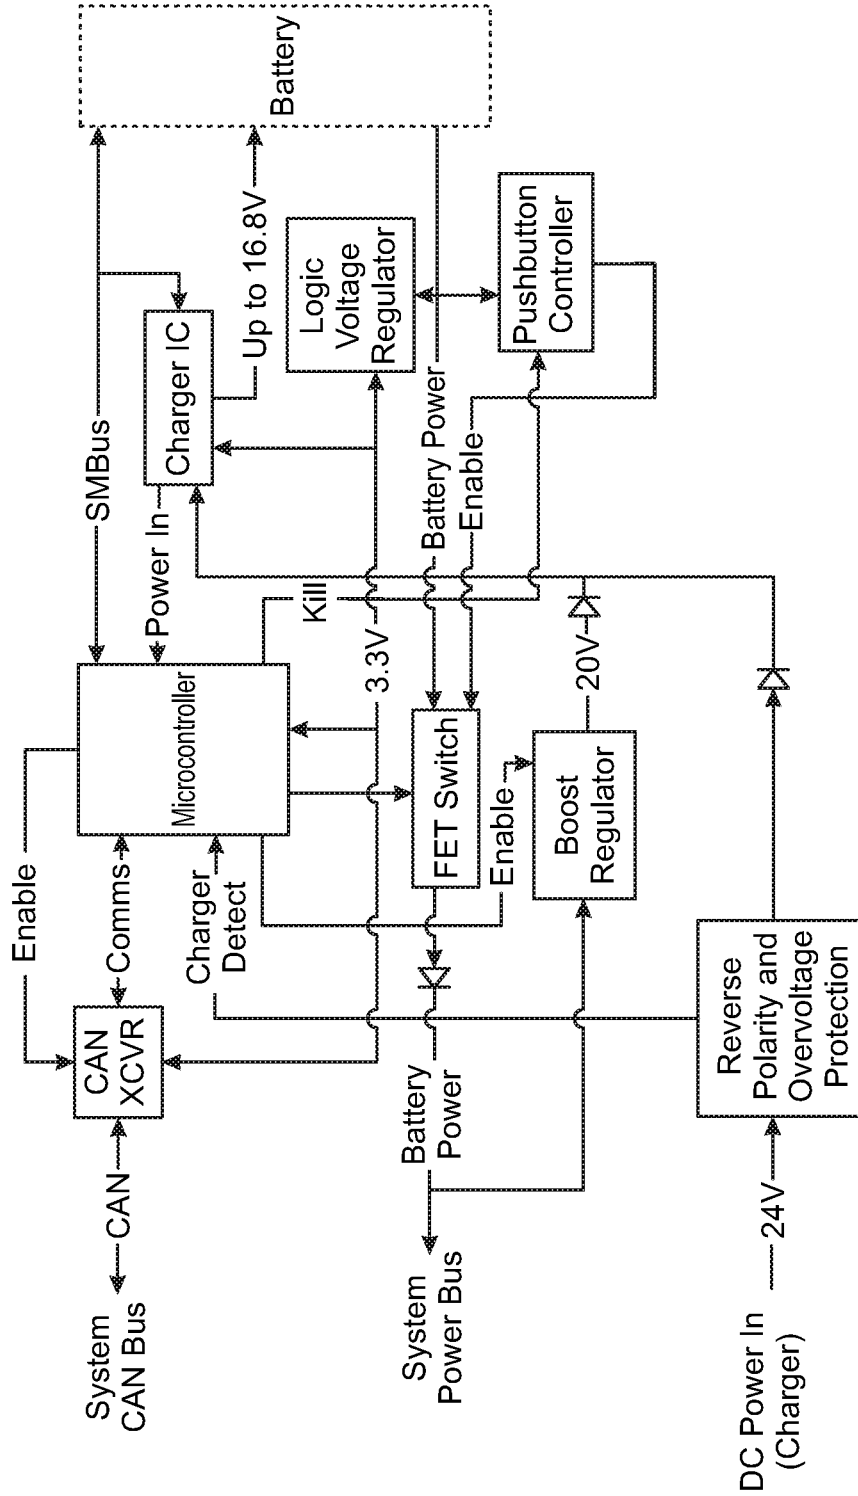 System
CAN Bus
CAN
CAN
XCVR
Enable
Comms
Charger
Detect
Microcontroller
SMBus
Power In
Kill
3.3V
Charger IC
Up to 16.8V
Battery
Logic
Voltage
Regulator
System
Power Bus
Battery
Power
FET Switch
Battery Power
Enable
Pushbutton
Controller
Enable
Boost
Regulator
20V
DC Power In
(Charger)
24V
Reverse
Polarity and
Overvoltage
Protection